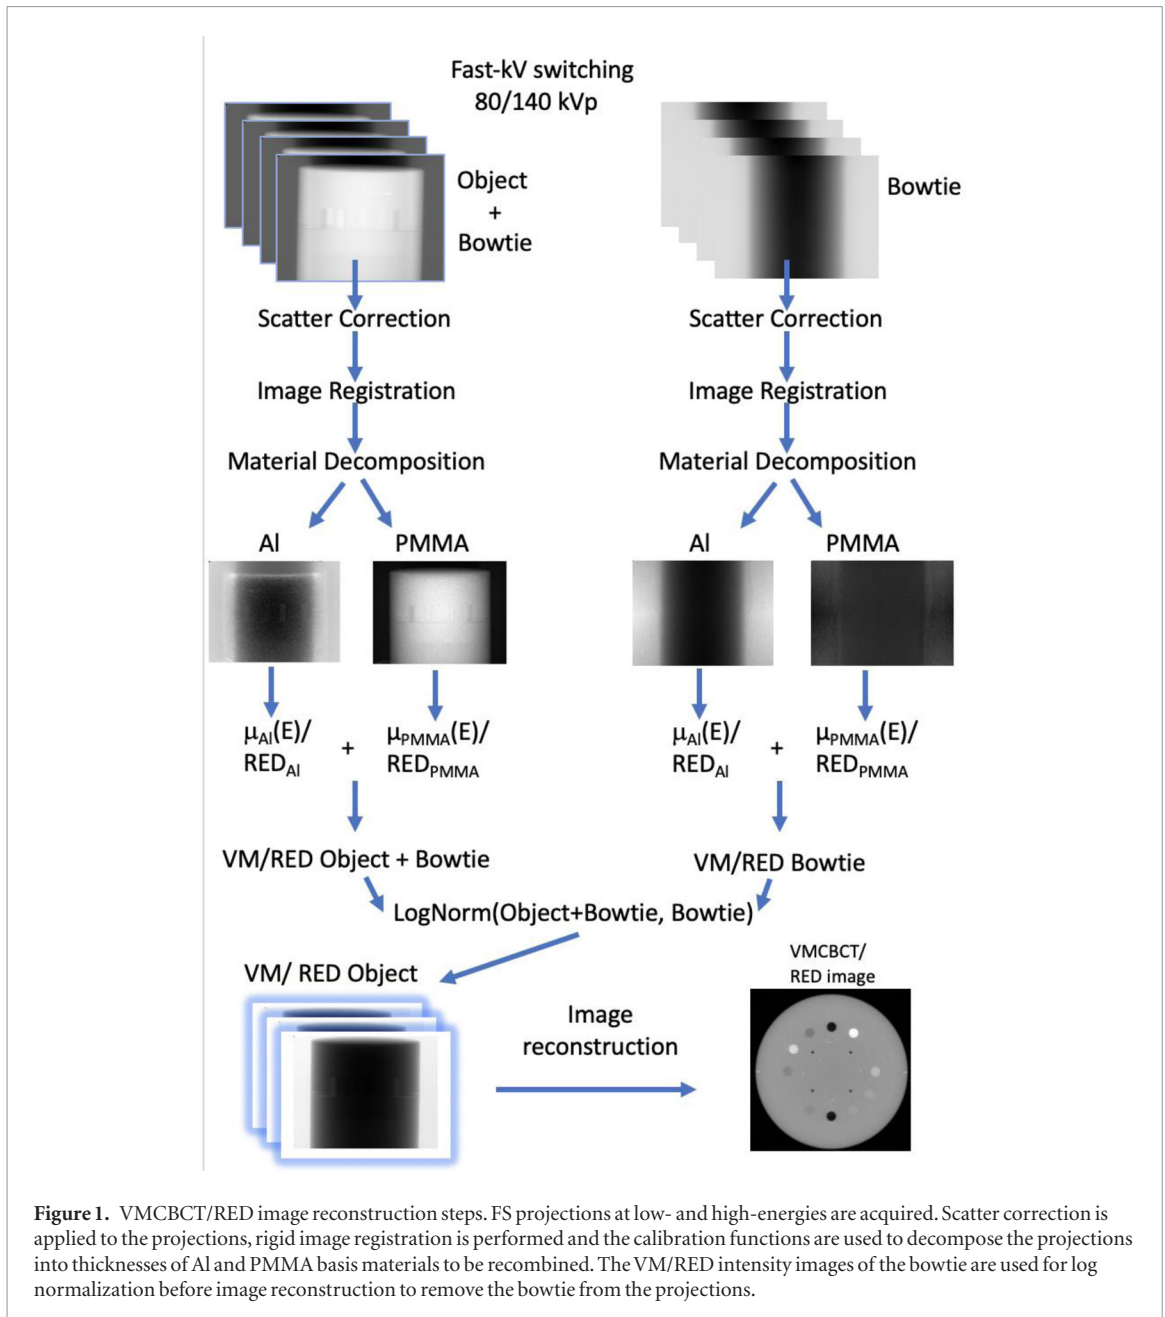 Fast-kV switching
80/140 kVp
Object
+
Bowtie
Bowtie
Scatter Correction
Scatter Correction
Image Registration
Image Registration
Material Decomposition
Material Decomposition
Al
PMMA
Al
PMMA
μAl(E)/
REDAl
+
μPMMA(E)/
REDPMMA
μAl(E)/
REDAl
+
μPMMA(E)/
REDPMMA
VM/RED Object + Bowtie
VM/RED Bowtie
LogNorm(Object+Bowtie, Bowtie)
VM/ RED Object
Image
reconstruction
VMCBCT/
RED image
Figure 1. VMCBCT/RED image reconstruction steps. FS projections at low- and high-energies are acquired. Scatter correction is
applied to the projections, rigid image registration is performed and the calibration functions are used to decompose the projections
into thicknesses of Al and PMMA basis materials to be recombined. The VM/RED intensity images of the bowtie are used for log
normalization before image reconstruction to remove the bowtie from the projections.